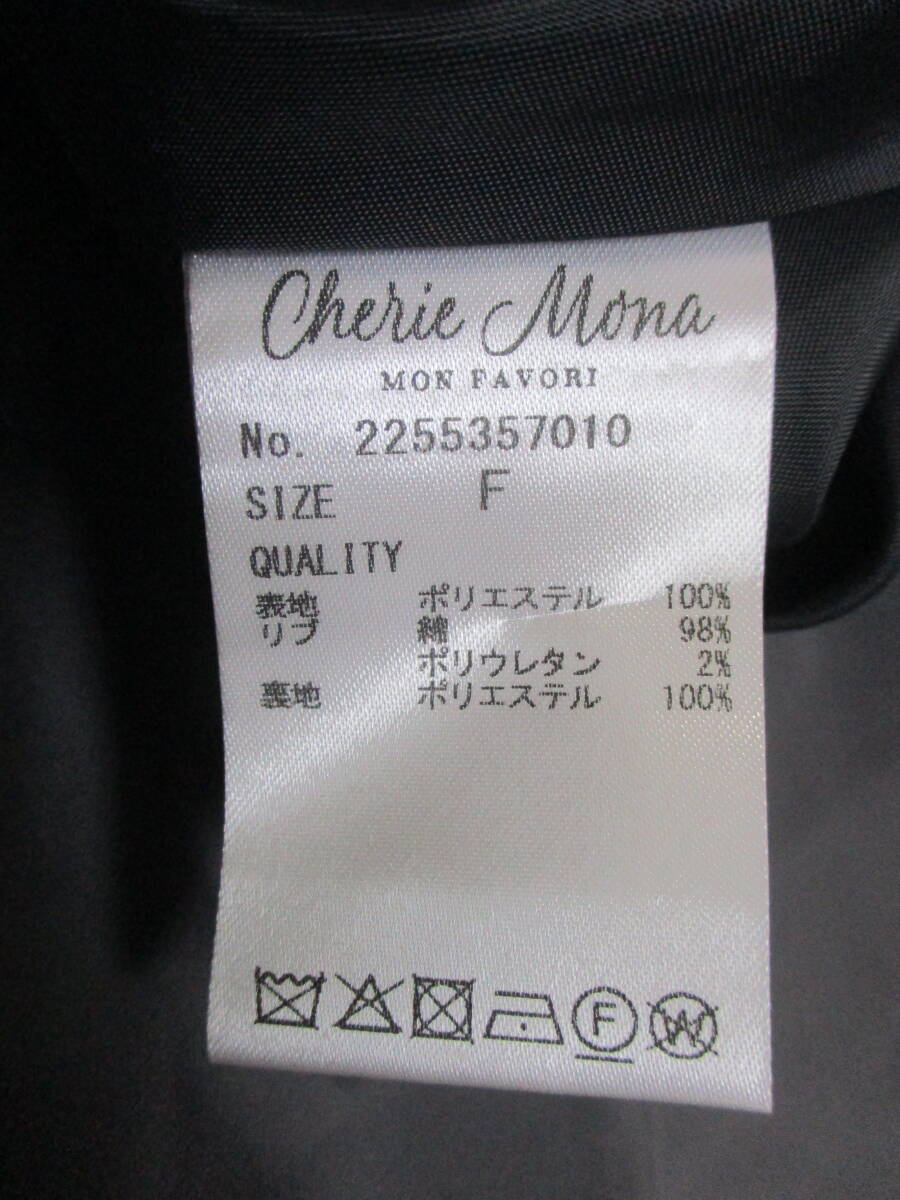 Cherie Mona
MON FAVORI
No. 2255357010
SIZE F
QUALITY
表地 ポリエステル 100%
リブ 綿 98%
ポリウレタン 2%
裏地 ポリエステル 100%
F W